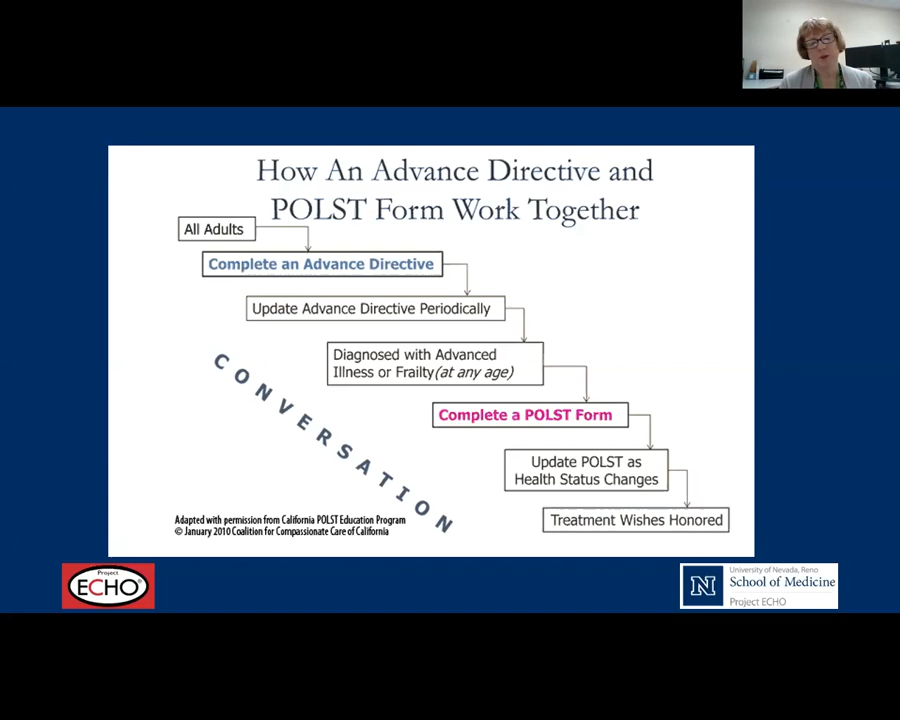 How An Advance Directive and
POLST Form Work Together
All Adults
Complete an Advance Directive
Update Advance Directive Periodically
Diagnosed with Advanced
Illness or Frailty(at any age)
Complete a POLST Form
Update POLST as
Health Status Changes
Treatment Wishes Honored
CONVERSATION
Adapted with permission from California POLST Education Program
© January 2010 Coalition for Compassionate Care of California
Project
ECHO®
N
University of Nevada, Reno
School of Medicine
Project ECHO